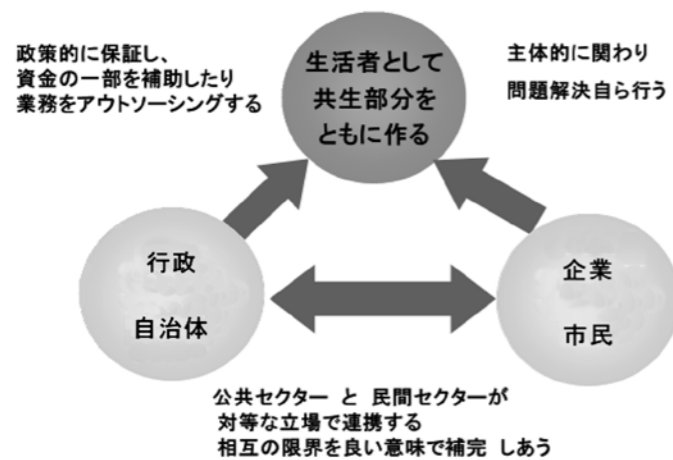 政策的に保証し、
資金の一部を補助したり
業務をアウトソーシングする
生活者として
共生部分を
ともに作る
主体的に関わり
問題解決自ら行う
行政
自治体
企業
市民
公共セクター と 民間セクターが
対等な立場で連携する
相互の限界を良い意味で補完 しあう